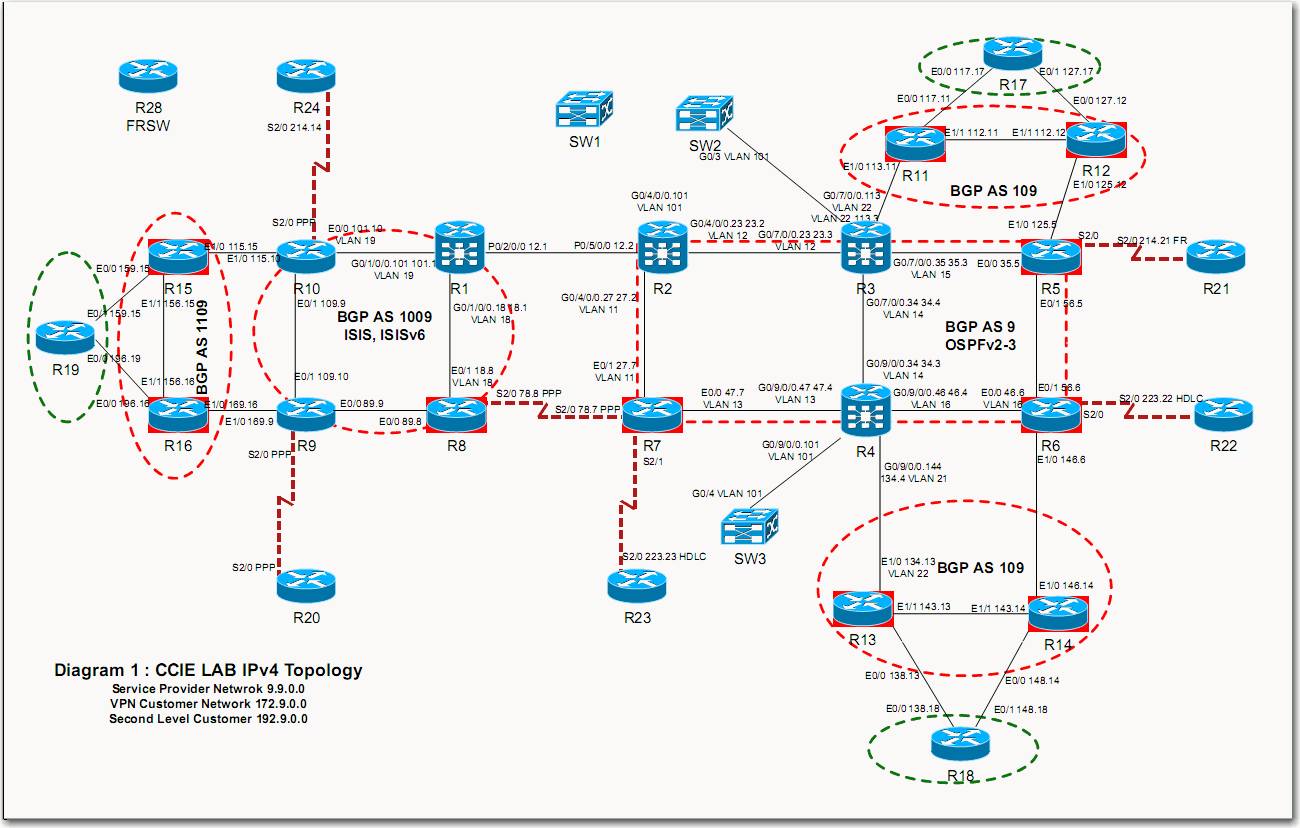 R28
FRSW
R24
S2/0 214.14
SW1
SW2
G0/3 VLAN 101
R17
E0/0 117.17
E0/1 127.17
E0/0 117.11
E0/0 127.12
E1/1 112.11
E1/1 112.12
R11
R12
E1/0 113.11
E1/0 125.12
BGP AS 109
S2/0 PPP
E0/0 101.10
VLAN 19
G0/4/0/0.101
VLAN 101
G0/7/0/0.113
VLAN 22
VLAN 22 113.3
G0/4/0/0.23 23.2
VLAN 12
G0/7/0/0.23 23.3
VLAN 12
E1/0 125.5
S2/0
S2/0 214.21 FR
R21
E1/0 115.15
E1/0 115.10
E0/0 159.15
R15
R10
G0/1/0/0.101 101.1
VLAN 19
R1
P0/2/0/0 12.1
P0/5/0/0 12.2
R2
R3
G0/7/0/0.35 35.3
VLAN 15
E0/0 35.5
R5
E1/1 156.15
E0/1 159.15
BGP AS 1109
E0/1 109.9
G0/1/0/0.18 18.1
VLAN 18
G0/4/0/0.27 27.2
VLAN 11
G0/7/0/0.34 34.4
VLAN 14
E0/1 56.5
BGP AS 1009
ISIS, ISISv6
BGP AS 9
OSPFv2-3
R19
E0/0 196.19
E1/1 156.16
E0/0 196.16
E0/1 109.10
E0/1 18.8
VLAN 18
E0/1 27.7
VLAN 11
G0/9/0/0.34 34.3
VLAN 14
E1/0 169.16
E1/0 169.9
E0/0 89.9
E0/0 89.8
S2/0 78.8 PPP
S2/0 78.7 PPP
E0/0 47.7
VLAN 13
G0/9/0/0.47 47.4
VLAN 13
G0/9/0/0.46 46.4
VLAN 16
E0/0 46.6
VLAN 16
E0/1 56.6
S2/0
S2/0 223.22 HDLC
R16
R9
R8
R7
R4
R6
R22
S2/0 PPP
S2/1
G0/9/0/0.101
VLAN 101
G0/9/0/0.144
134.4 VLAN 21
E1/0 146.6
G0/4 VLAN 101
SW3
S2/0 PPP
R20
S2/0 223.23 HDLC
R23
E1/0 134.13
VLAN 22
BGP AS 109
E1/0 146.14
E1/1 143.13
E1/1 143.14
R13
R14
E0/0 138.13
E0/0 148.14
E0/0 138.18
E0/1 148.18
R18
Diagram 1 : CCIE LAB IPv4 Topology
Service Provider Netwrok 9.9.0.0
VPN Customer Network 172.9.0.0
Second Level Customer 192.9.0.0